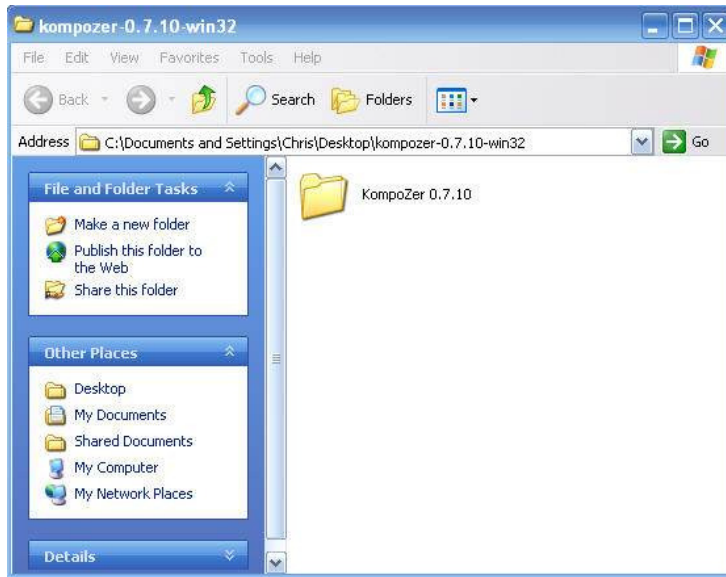 kompozer-0.7.10-win32
File Edit View Favorites Tools Help
Back Search Folders
Address C:\Documents and Settings\Chris\Desktop\kompozer-0.7.10-win32 Go
File and Folder Tasks
Make a new folder
Publish this folder to
the Web
Share this folder
Other Places
Desktop
My Documents
Shared Documents
My Computer
My Network Places
Details
KompoZer 0.7.10